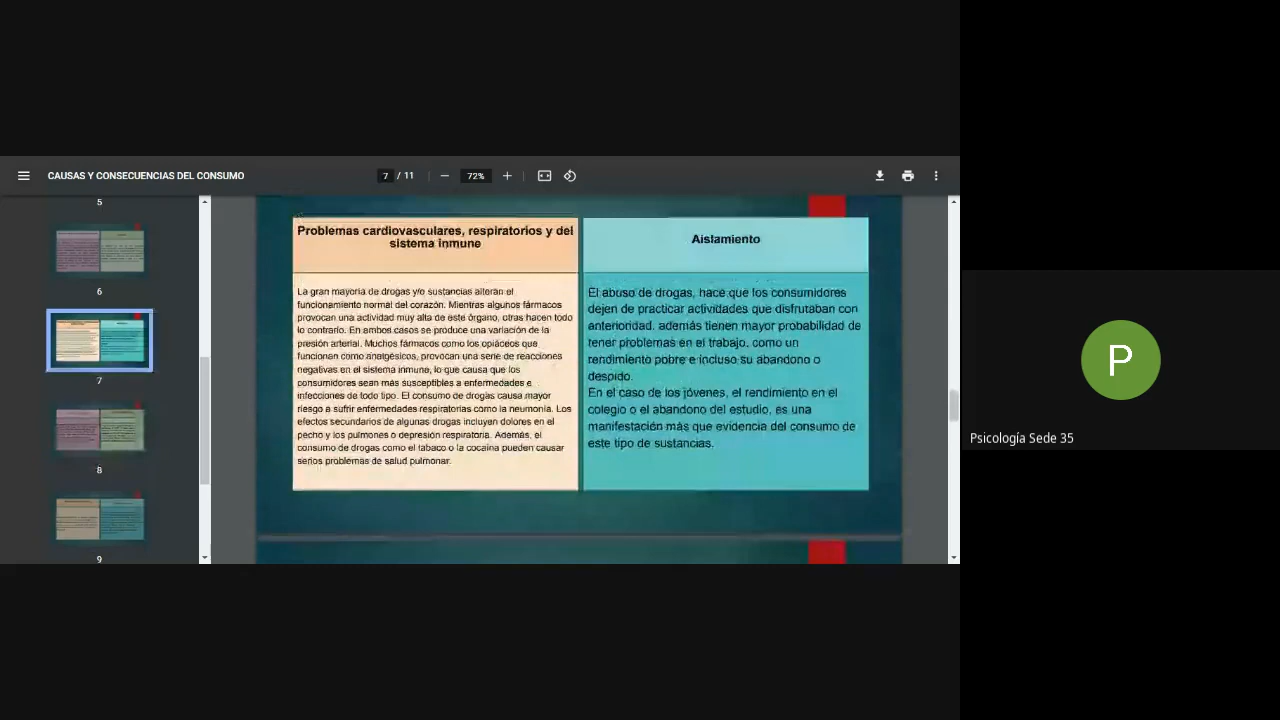 CAUSAS Y CONSECUENCIAS DEL CONSUMO
7 / 11
72%
5
6
7
8
9
Problemas cardiovasculares, respiratorios y del
sistema inmune
La gran mayoría de drogas y/o sustancias alteran el
funcionamiento normal del corazón. Mientras algunos fármacos
provocan una actividad muy alta de este órgano, otras hacen todo
lo contrario. En ambos casos se produce una variación de la
presión arterial. Muchos fármacos como los opiáceos que
funcionan como analgésicos, provocan una serie de reacciones
negativas en el sistema inmune, lo que causa que los
consumidores sean más susceptibles a enfermedades e
infecciones de todo tipo. El consumo de drogas causa mayor
riesgo a sufrir enfermedades respiratorias como la neumonía. Los
efectos secundarios de algunas drogas incluyen dolores en el
pecho y los pulmones o depresión respiratoria. Además, el
consumo de drogas como el tabaco o la cocaína pueden causar
serios problemas de salud pulmonar.
Aislamiento
El abuso de drogas, hace que los consumidores
dejen de practicar actividades que disfrutaban con
anterioridad, además tienen mayor probabilidad de
tener problemas en el trabajo, como un
rendimiento pobre e incluso su abandono o
despido.
En el caso de los jóvenes, el rendimiento en el
colegio o el abandono del estudio, es una
manifestación más que evidencia del consumo de
este tipo de sustancias.
P
Psicología Sede 35